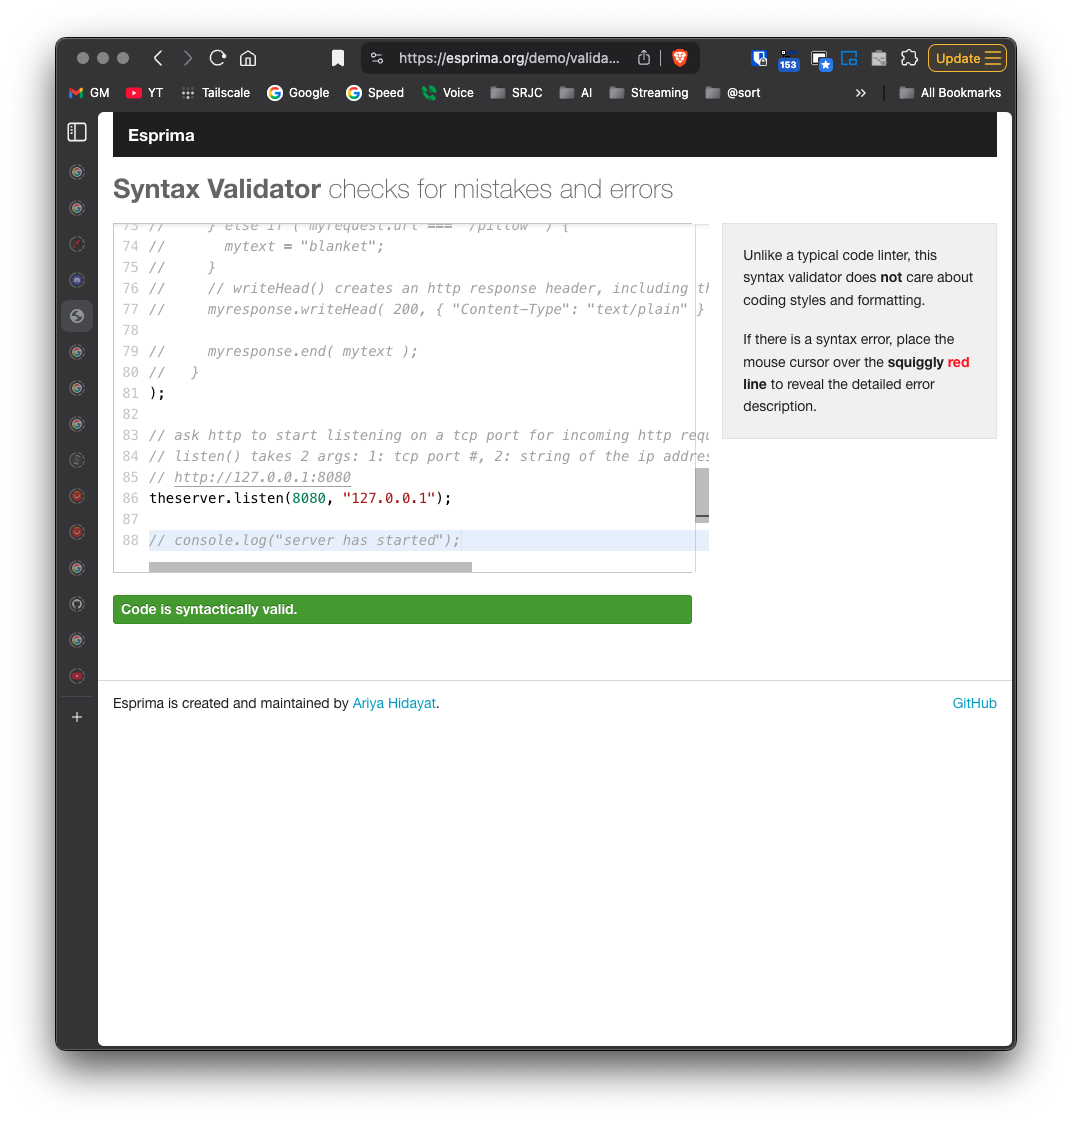 https://esprima.org/demo/valida...
153
Update
GM
YT
Tailscale
Google
Speed
Voice
SRJC
AI
Streaming
@sort
»
All Bookmarks
Esprima
Syntax Validator checks for mistakes and errors
73 //     } else if ( myrequest.url === "/pillow" ) {
74 //       mytext = "blanket";
75 //     }
76 //     // writeHead() creates an http response header, including
77 //     myresponse.writeHead( 200, { "Content-Type": "text/plain" }
78
79 //     myresponse.end( mytext );
80 //   }
81 );
82
83 // ask http to start listening on a tcp port for incoming http
84 // listen() takes 2 args: 1: tcp port #, 2: string of the ip
85 // http://127.0.0.1:8080
86 theserver.listen(8080, "127.0.0.1");
87
88 // console.log("server has started");
Unlike a typical code linter, this
syntax validator does not care about
coding styles and formatting.
If there is a syntax error, place the
mouse cursor over the squiggly red
line to reveal the detailed error
description.
Code is syntactically valid.
Esprima is created and maintained by Ariya Hidayat.
GitHub